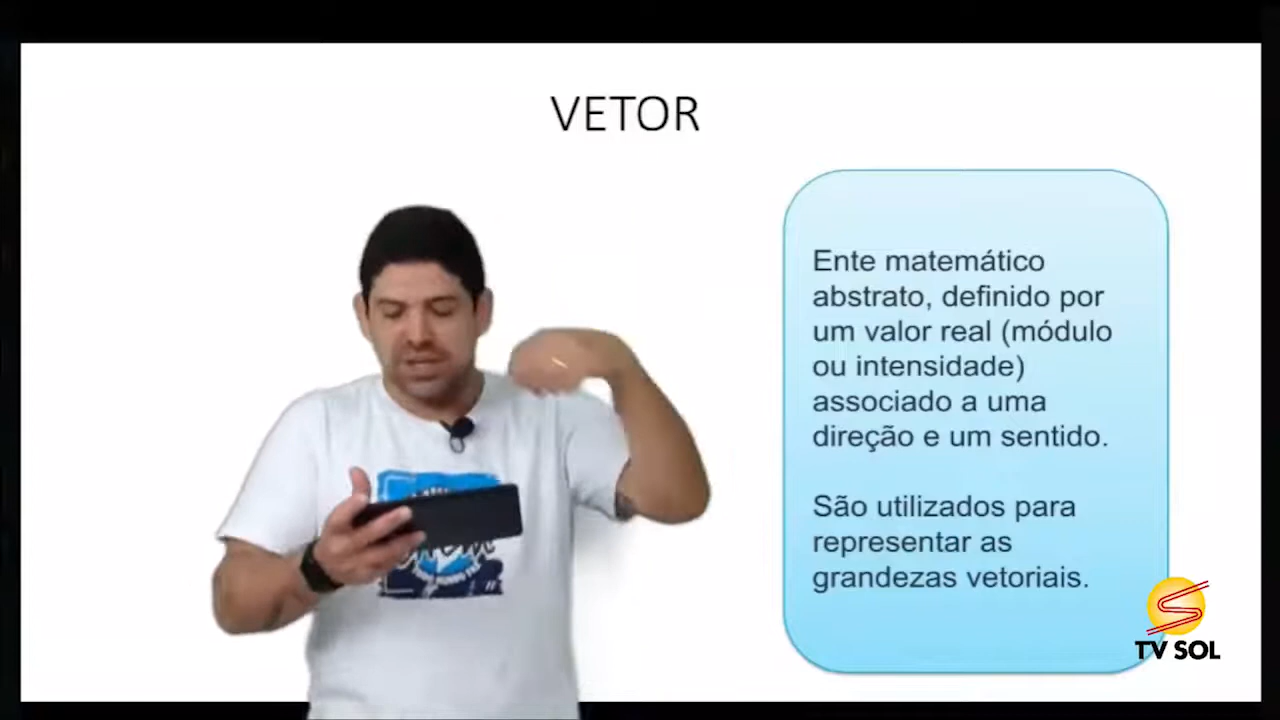 VETOR
Ente matemático
abstrato, definido por
um valor real (módulo
ou intensidade)
associado a uma
direção e um sentido.
São utilizados para
representar as
grandezas vetoriais.
TV SOL